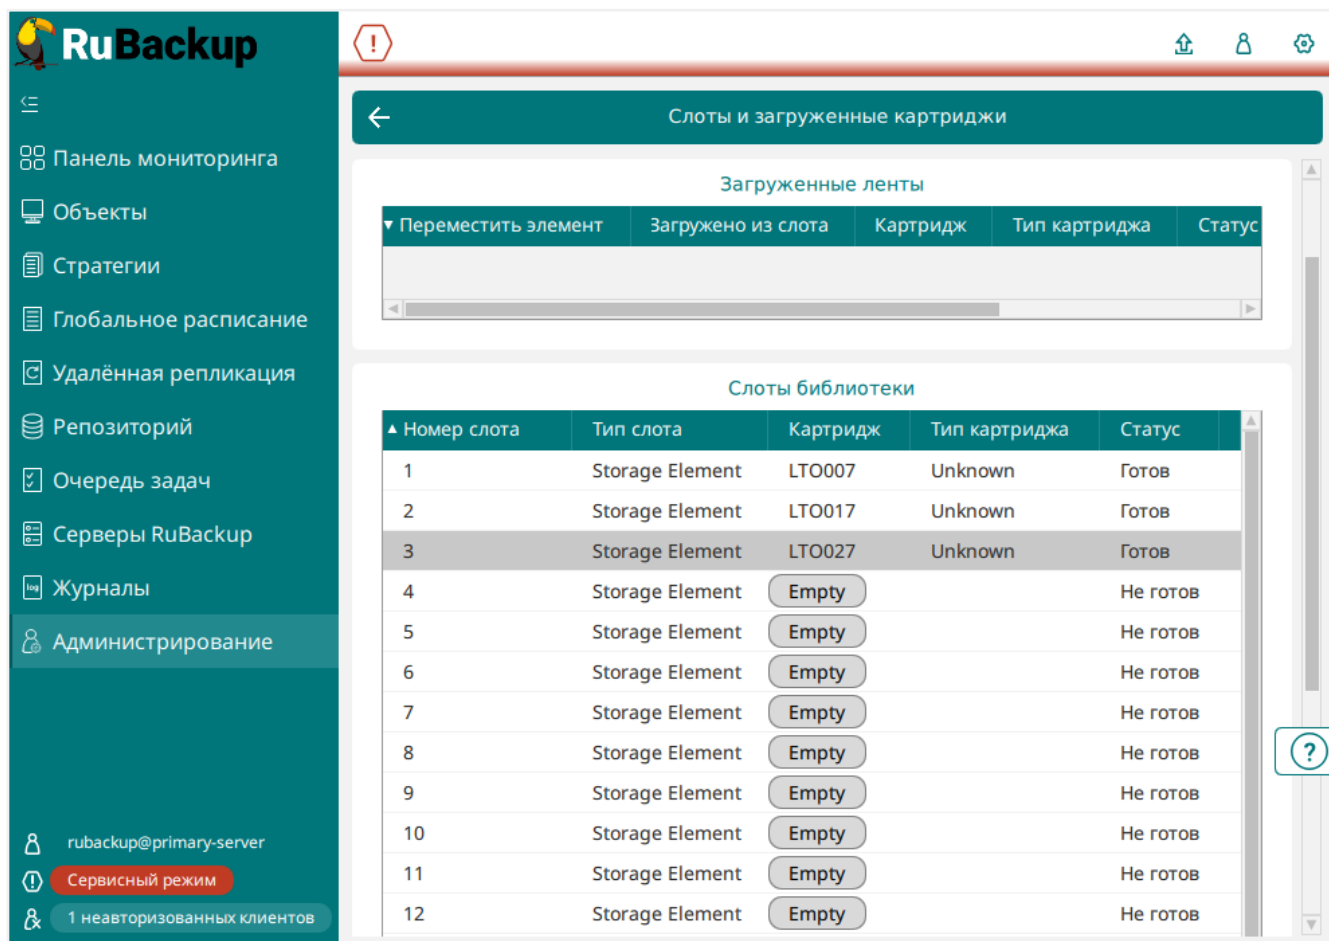 RuBackup
Панель мониторинга
Объекты
Стратегии
Глобальное расписание
Удалённая репликация
Репозиторий
Очередь задач
Серверы RuBackup
log Журналы
Администрирование
rubackup@primary-server
Сервисный режим
1 неавторизованных клиентов
Слоты и загруженные картриджи
Загруженные ленты
Переместить элемент Загружено из слота Картридж Тип картриджа Статус
Слоты библиотеки
Номер слота Тип слота Картридж Тип картриджа Статус
1 Storage Element LTO007 Unknown Готов
2 Storage Element LTO017 Unknown Готов
3 Storage Element LTO027 Unknown Готов
4 Storage Element Empty Не готов
5 Storage Element Empty Не готов
6 Storage Element Empty Не готов
7 Storage Element Empty Не готов
8 Storage Element Empty Не готов
9 Storage Element Empty Не готов
10 Storage Element Empty Не готов
11 Storage Element Empty Не готов
12 Storage Element Empty Не готов
?